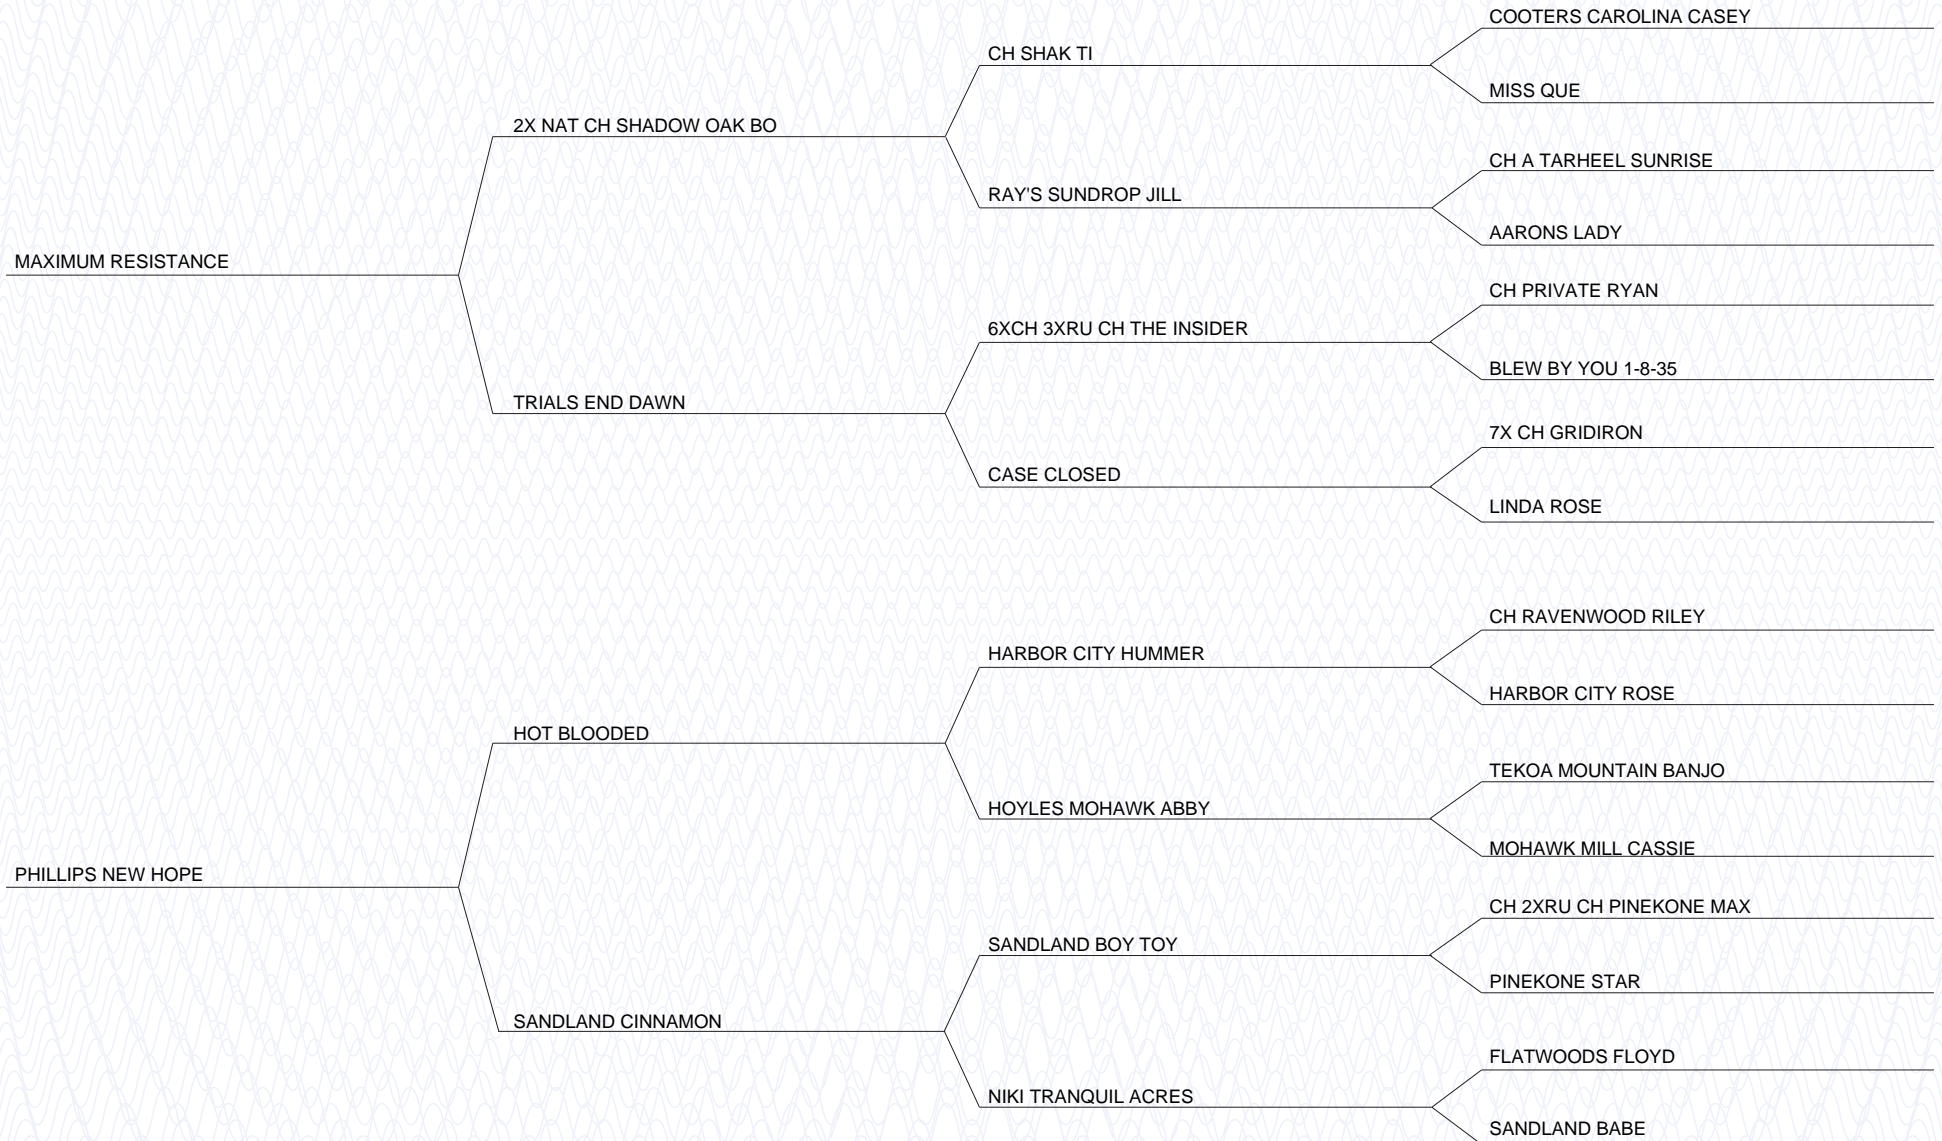 COOTERS CAROLINA CASEY
CH SHAK TI
MISS QUE
2X NAT CH SHADOW OAK BO
CH A TARHEEL SUNRISE
RAY'S SUNDROP JILL
AARONS LADY
MAXIMUM RESISTANCE
CH PRIVATE RYAN
6XCH 3XRU CH THE INSIDER
BLEW BY YOU 1-8-35
TRIALS END DAWN
7X CH GRIDIRON
CASE CLOSED
LINDA ROSE
CH RAVENWOOD RILEY
HARBOR CITY HUMMER
HARBOR CITY ROSE
HOT BLOODED
TEKOA MOUNTAIN BANJO
HOYLES MOHAWK ABBY
MOHAWK MILL CASSIE
PHILLIPS NEW HOPE
CH 2XRU CH PINEKONE MAX
SANDLAND BOY TOY
PINEKONE STAR
SANDLAND CINNAMON
FLATWOODS FLOYD
NIKI TRANQUIL ACRES
SANDLAND BABE